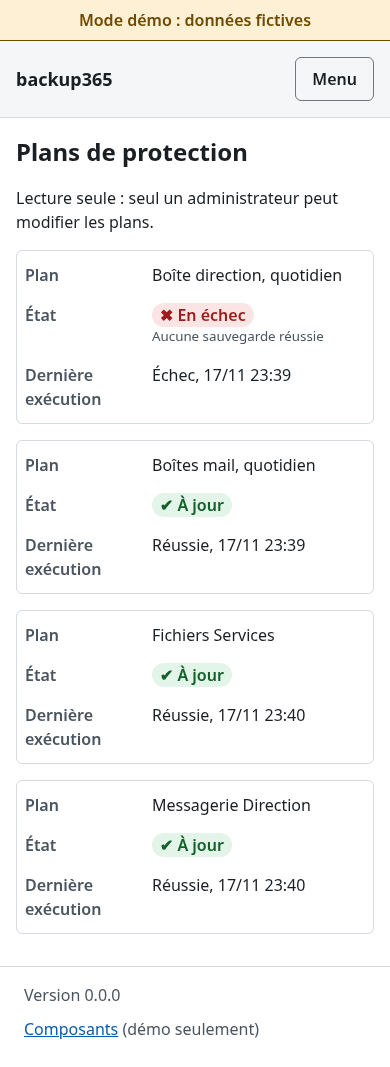 Mode démo : données fictives
backup365
Menu
Plans de protection
Lecture seule : seul un administrateur peut
modifier les plans.
Plan Boîte direction, quotidien
État ✖ En échec
Aucune sauvegarde réussie
Dernière Échec, 17/11 23:39
exécution
Plan Boîtes mail, quotidien
État ✔ À jour
Dernière Réussie, 17/11 23:39
exécution
Plan Fichiers Services
État ✔ À jour
Dernière Réussie, 17/11 23:40
exécution
Plan Messagerie Direction
État ✔ À jour
Dernière Réussie, 17/11 23:40
exécution
Version 0.0.0
Composants (démo seulement)